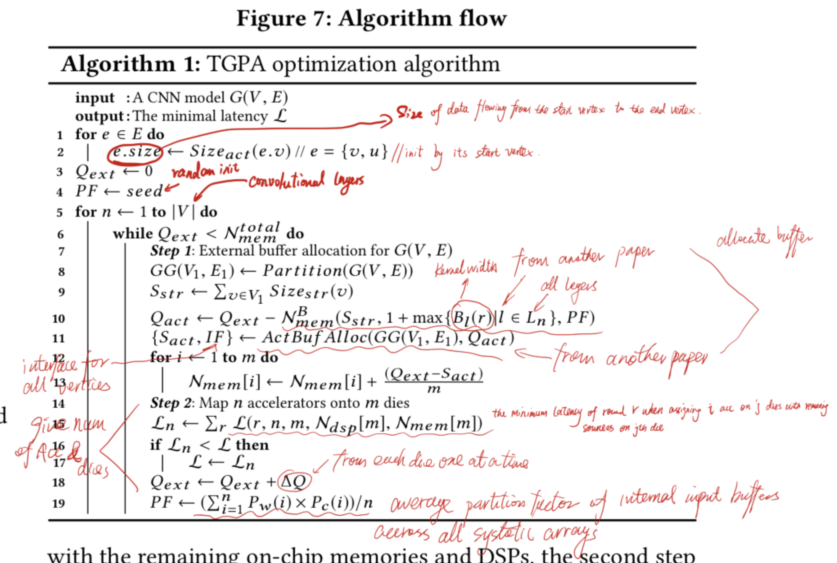 Figure 7: Algorithm flow
Algorithm 1: TGPA optimization algorithm
input : A CNN model G(V, E)
output: The minimal latency ℒ
Size of data flowing from the start vertex to the end vertex.
1 for e ∈ E do
2 e.size ← Size_act(e.v) // e = {v, u} //init by its start vertex.
3 Q_ext ← 0 random init
4 PF ← seed convolutional layers
5 for n ← 1 to |V| do
6 while Q_ext < N_mem^total do
allocate buffer
7 Step 1: External buffer allocation for G(V, E)
8 GG(V_1, E_1) ← Partition(G(V, E)) kernel width from another paper
9 S_str ← ∑_{v∈V_1} Size_str(v) all layers
10 Q_act ← Q_ext − N_mem^B(S_str, 1 + max{B_l(r)|l ∈ L_n}, PF)
11 {S_act, IF} ← ActBufAlloc(GG(V_1, E_1), Q_act)
from another paper
12 for i ← 1 to m do
interface for
all vertices
13 N_mem[i] ← N_mem[i] + (Q_ext−S_act)/m
14 Step 2: Map n accelerators onto m dies
the minimum latency of round r when assigning i acc on j dies with remaining
15 ℒ_n ← ∑_r ℒ(r, n, m, N_dsp[m], N_mem[m])
on jth die
given num
of Acc &
dies
16 if ℒ_n < ℒ then
17 ℒ ← ℒ_n
from each die one at a time
18 Q_ext ← Q_ext + ΔQ
19 PF ← (∑_{i=1}^n P_w(i) × P_c(i))/n average partition factor of internal input buffers
accross all systolic arrays
with the remaining on-chip memories and DSPs, the second step